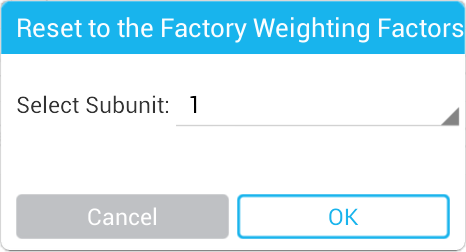 Reset to the Factory Weighting Factors
Select Subunit: 1
Cancel OK